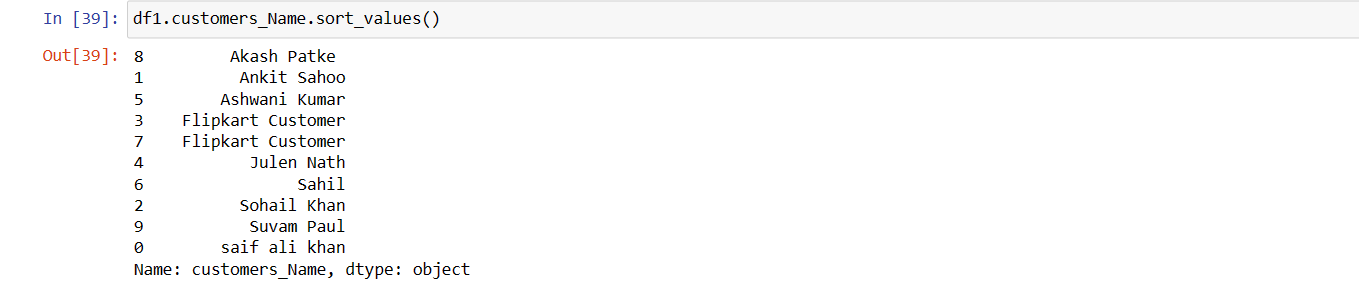 In [39]: df1.customers_Name.sort_values()
Out[39]: 8         Akash Patke 
1          Ankit Sahoo
5        Ashwani Kumar
3    Flipkart Customer
7    Flipkart Customer
4           Julen Nath
6                Sahil
2          Sohail Khan
9           Suvam Paul
0        saif ali khan
Name: customers_Name, dtype: object